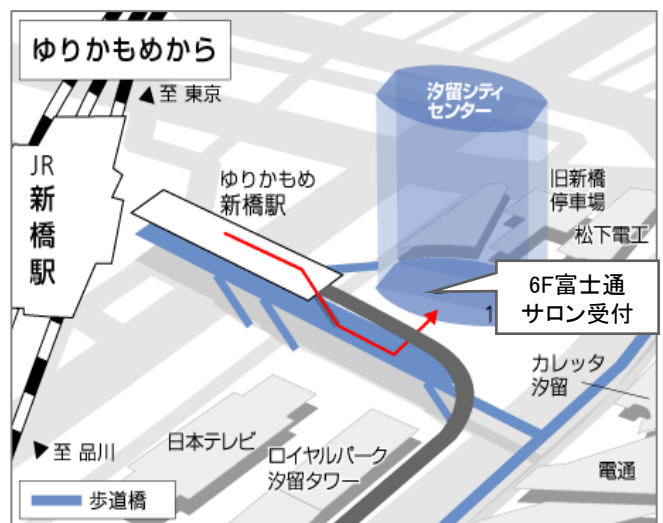 ゆりかもめから
至 東京
汐留シティ
センター
JR
新
橋
駅
ゆりかもめ
新橋駅
旧新橋
停車場
松下電工
6F富士通
サロン受付
1
カレッタ
汐留
至 品川
日本テレビ
ロイヤルパーク
汐留タワー
電通
歩道橋